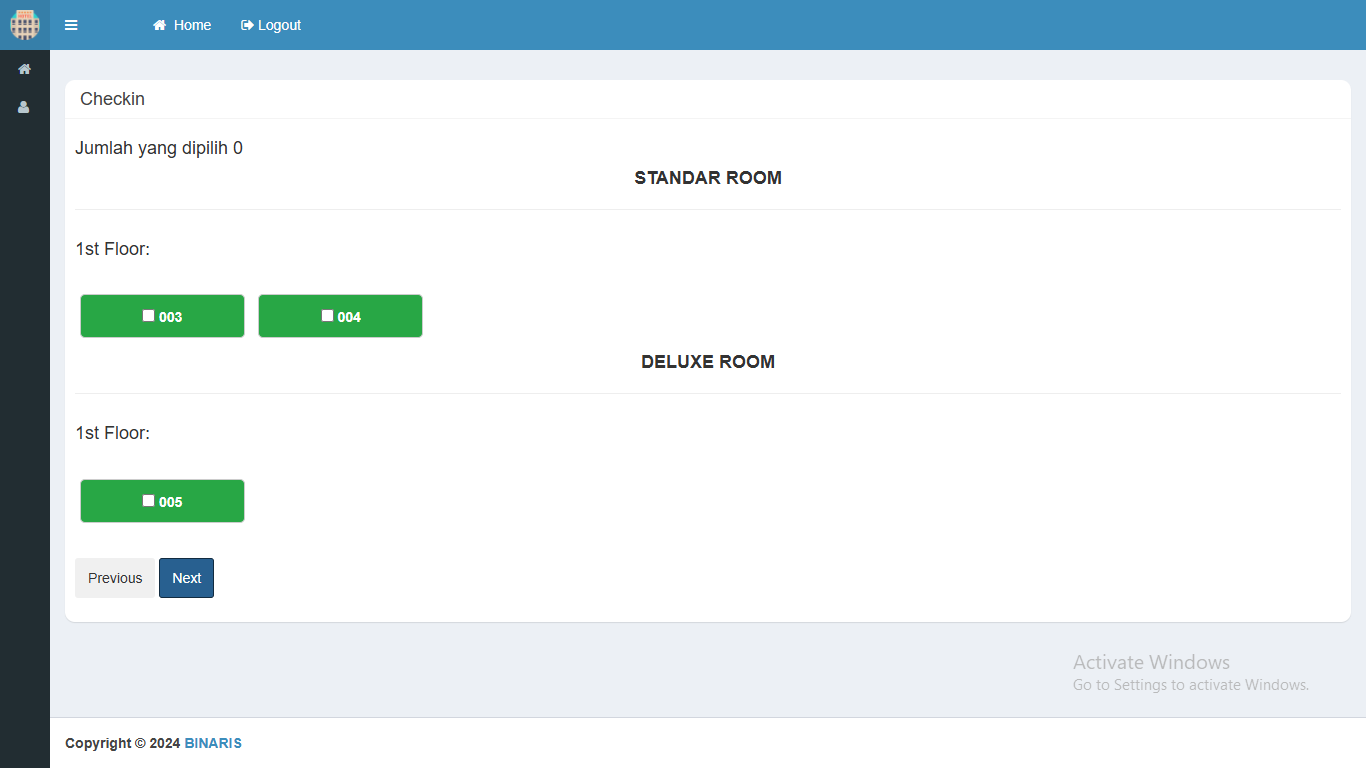 Home Logout
Checkin
Jumlah yang dipilih 0
STANDAR ROOM
1st Floor:
003 004
DELUXE ROOM
1st Floor:
005
Previous Next
Activate Windows
Go to Settings to activate Windows.
Copyright © 2024 BINARIS